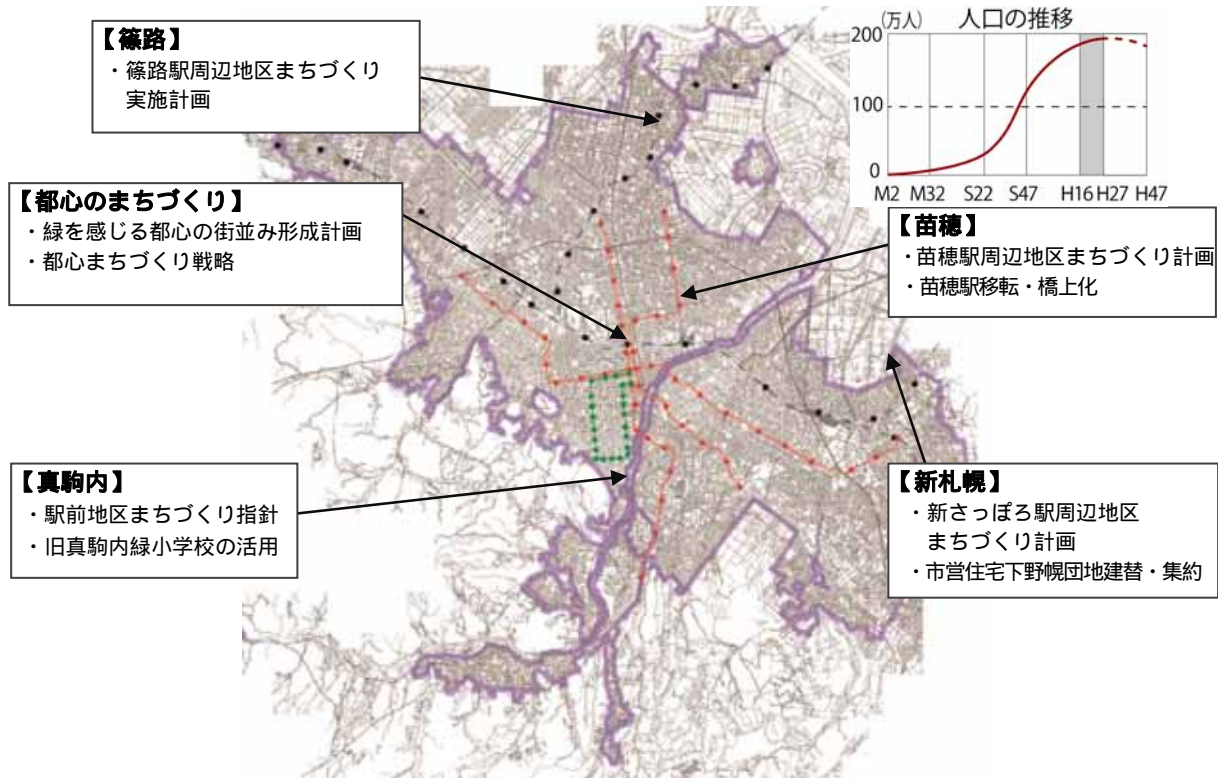 【篠路】
・篠路駅周辺地区まちづくり
実施計画
(万人)
人口の推移
200
100
0
M2 M32 S22 S47 H16 H27 H47
【都心のまちづくり】
・緑を感じる都心の街並み形成計画
・都心まちづくり戦略
【苗穂】
・苗穂駅周辺地区まちづくり計画
・苗穂駅移転・橋上化
【真駒内】
・駅前地区まちづくり指針
・旧真駒内緑小学校の活用
【新札幌】
・新さっぽろ駅周辺地区
まちづくり計画
・市営住宅下野幌団地建替・集約